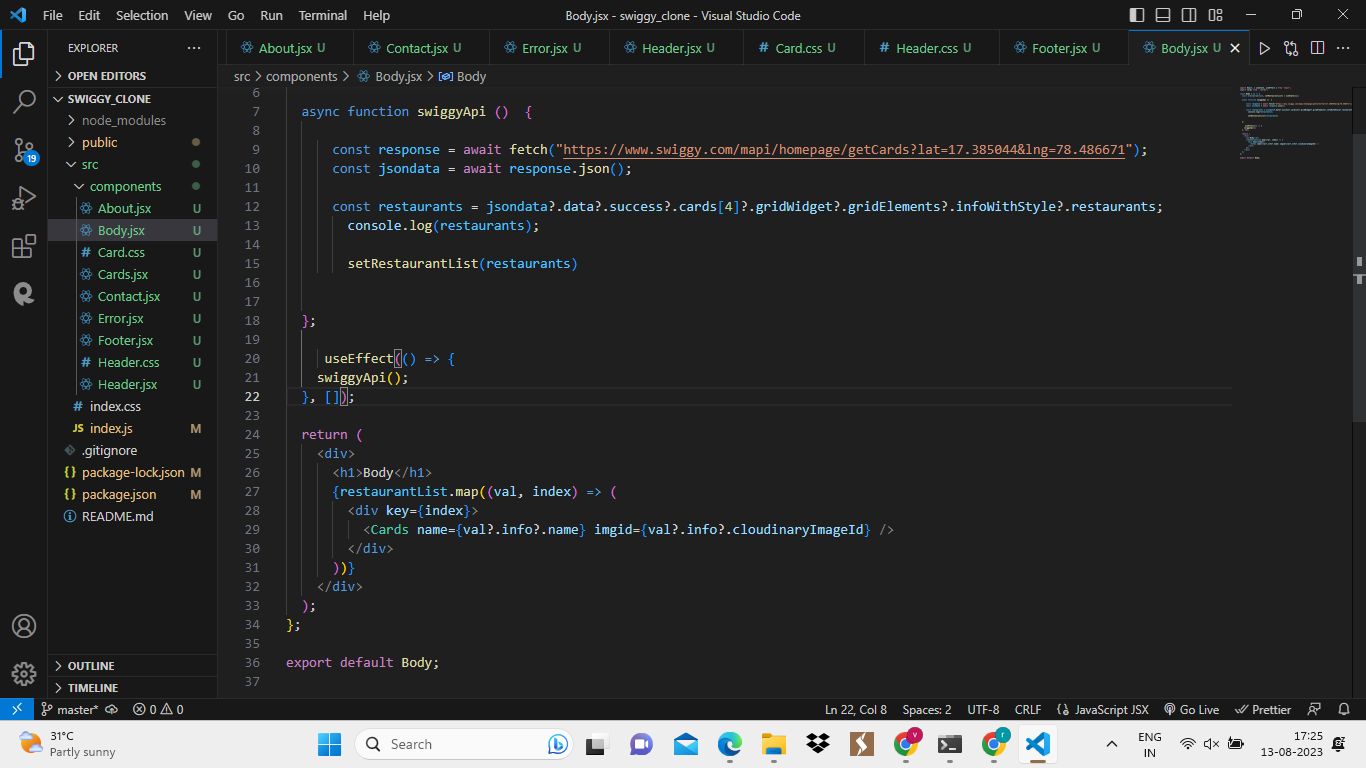 File Edit Selection View Go Run Terminal Help Body.jsx - swiggy_clone - Visual Studio Code
EXPLORER
OPEN EDITORS
SWIGGY_CLONE
node_modules
public
src
components
About.jsx U
Body.jsx U
Card.css U
Cards.jsx U
Contact.jsx U
Error.jsx U
Footer.jsx U
Header.css U
Header.jsx U
index.css
index.js M
.gitignore
package-lock.json M
package.json M
README.md
OUTLINE
TIMELINE
19
About.jsx U Contact.jsx U Error.jsx U Header.jsx U Card.css U Header.css U Footer.jsx U Body.jsx U
src > components > Body.jsx > Body
6
7 async function swiggyApi () {
8
9 const response = await fetch("https://www.swiggy.com/mapi/homepage/getCards?lat=17.385044&lng=78.486671");
10 const jsondata = await response.json();
11
12 const restaurants = jsondata?.data?.success?.cards[4]?.gridWidget?.gridElements?.infoWithStyle?.restaurants;
13 console.log(restaurants);
14
15 setRestaurantList(restaurants)
16
17
18 };
19
20 useEffect(() => {
21 swiggyApi();
22 }, []);
23
24 return (
25 <div>
26 <h1>Body</h1>
27 {restaurantList.map((val, index) => (
28 <div key={index}>
29 <Cards name={val?.info?.name} imgid={val?.info?.cloudinaryImageId} />
30 </div>
31 ))}
32 </div>
33 );
34 };
35
36 export default Body;
37
master* 0 0 Ln 22, Col 8 Spaces: 2 UTF-8 CRLF {} JavaScript JSX Go Live Prettier
31°C
Partly sunny
Search
v
r
ENG
IN
17:25
13-08-2023